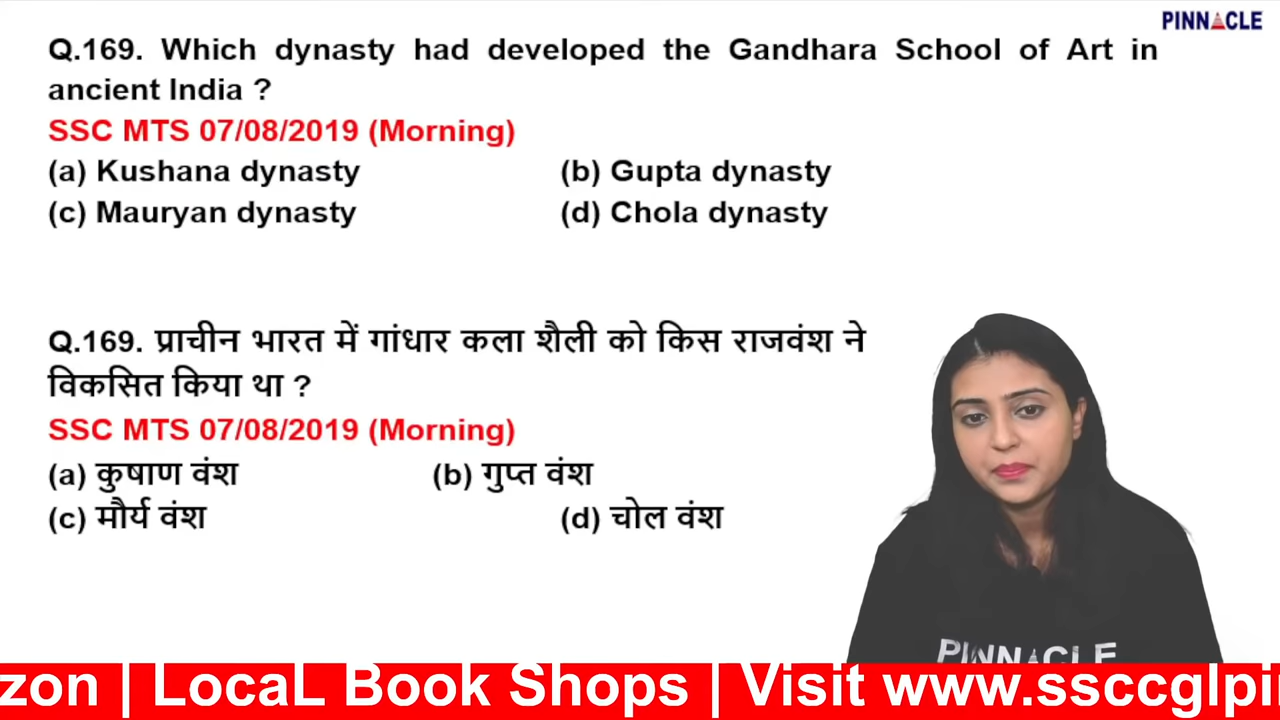 PINNACLE
Q.169. Which dynasty had developed the Gandhara School of Art in
ancient India ?
SSC MTS 07/08/2019 (Morning)
(a) Kushana dynasty (b) Gupta dynasty
(c) Mauryan dynasty (d) Chola dynasty
Q.169. प्राचीन भारत में गांधार कला शैली को किस राजवंश ने
विकसित किया था ?
SSC MTS 07/08/2019 (Morning)
(a) कुषाण वंश (b) गुप्त वंश
(c) मौर्य वंश (d) चोल वंश
PINNACLE
zon | LocaL Book Shops | Visit www.ssccglpi